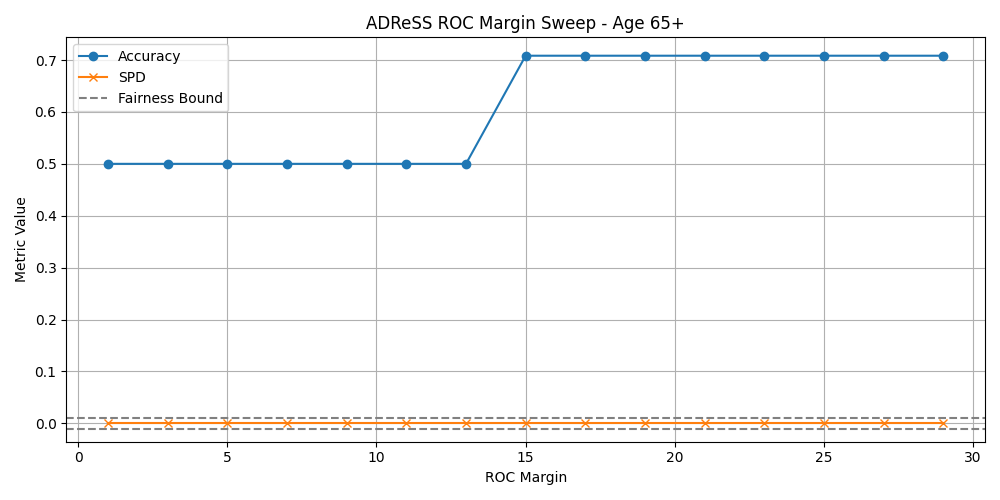 ADReSS ROC Margin Sweep - Age 65+
Accuracy
SPD
Fairness Bound
Metric Value
0.7
0.6
0.5
0.4
0.3
0.2
0.1
0.0
0 5 10 15 20 25 30
ROC Margin